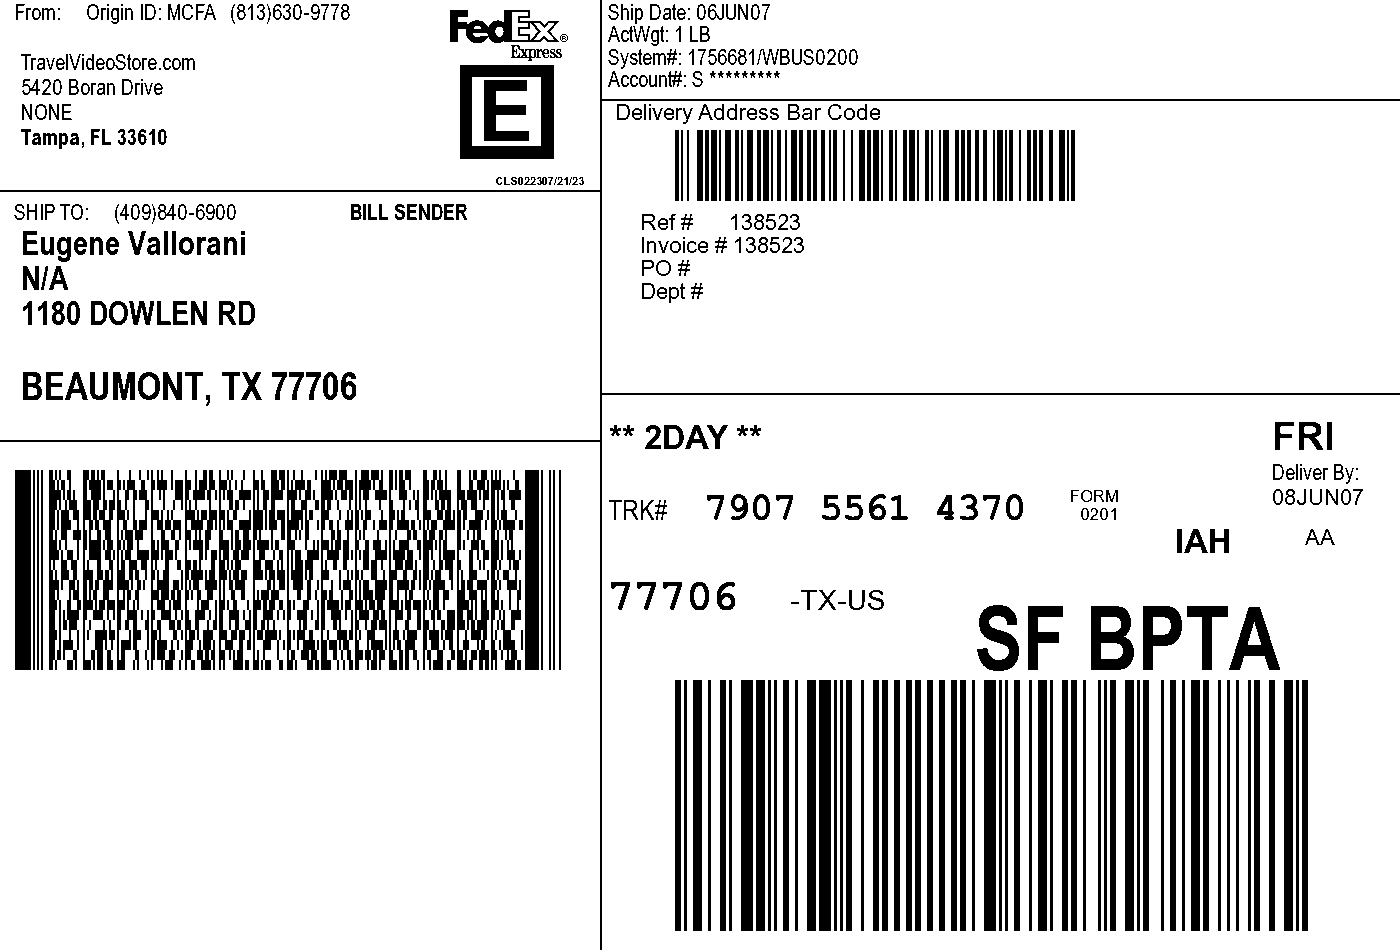 From: Origin ID: MCFA (813)630-9778
TravelVideoStore.com
5420 Boran Drive
NONE
Tampa, FL 33610
FedEx®
Express
E
CLS022307/21/23
SHIP TO: (409)840-6900 BILL SENDER
Eugene Vallorani
N/A
1180 DOWLEN RD
BEAUMONT, TX 77706
Ship Date: 06JUN07
ActWgt: 1 LB
System#: 1756681/WBUS0200
Account#: S *********
Delivery Address Bar Code
Ref # 138523
Invoice # 138523
PO #
Dept #
** 2DAY **
FRI
Deliver By:
08JUN07
TRK# 7907 5561 4370 FORM
0201
IAH AA
77706 -TX-US
SF BPTA